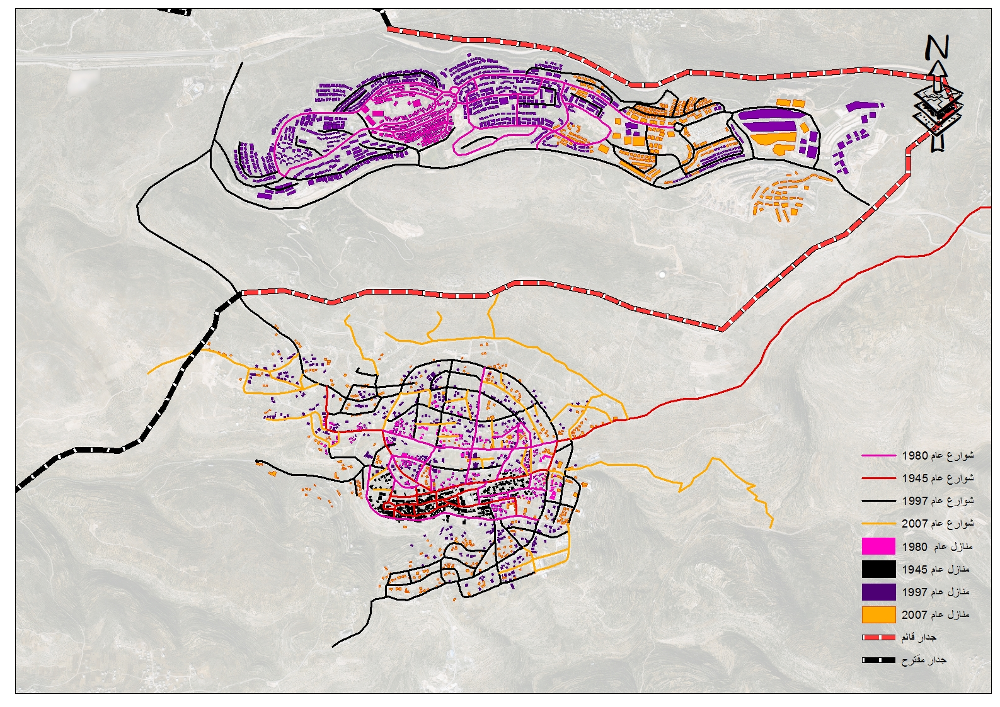 N
شوارع عام 1980
شوارع عام 1945
شوارع عام 1997
شوارع عام 2007
منازل عام 1980
منازل عام 1945
منازل عام 1997
منازل عام 2007
جدار قائم
جدار مقترح